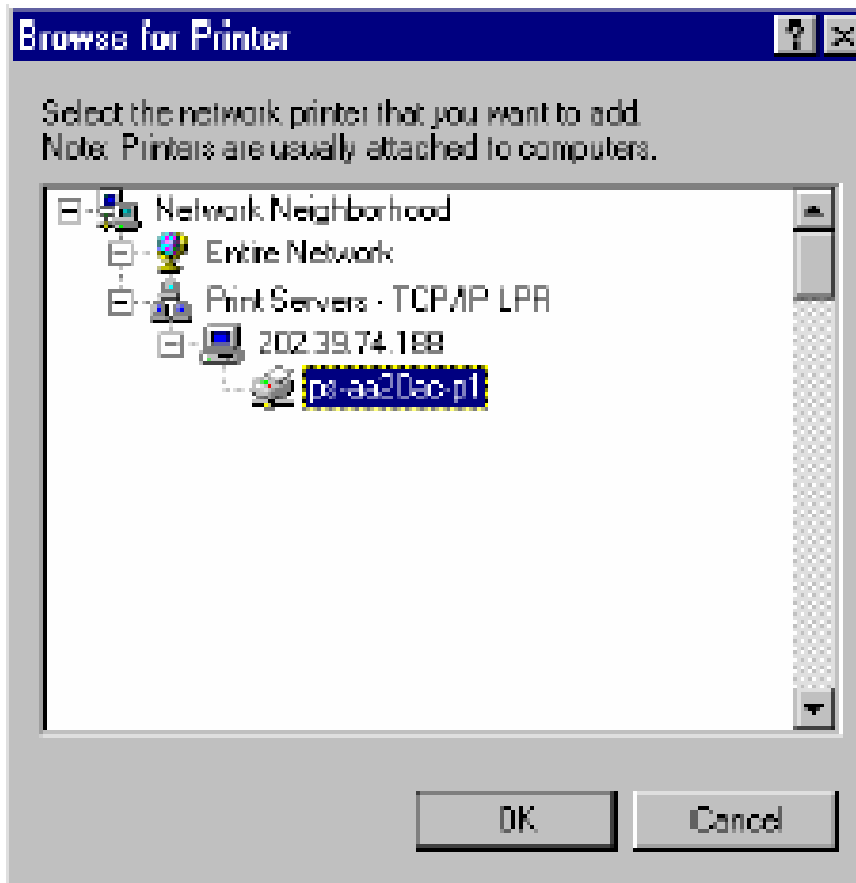 Browse for Printer
Select the network printer that you want to add.
Note: Printers are usually attached to computers.
Network Neighborhood
Entire Network
Print Servers - TCP/IP LPR
202.39.74.188
ps-aa20ac-p1
OK
Cancel